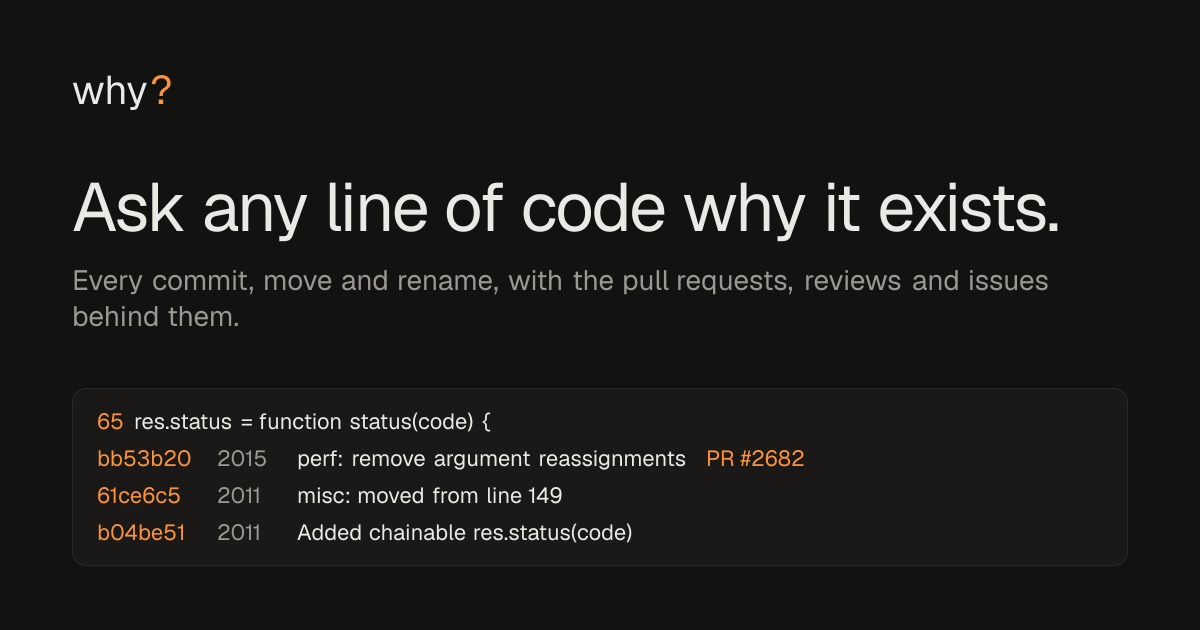 why?
Ask any line of code why it exists.
Every commit, move and rename, with the pull requests, reviews and issues
behind them.
65 res.status = function status(code) {
bb53b20 2015 perf: remove argument reassignments PR #2682
61ce6c5 2011 misc: moved from line 149
b04be51 2011 Added chainable res.status(code)